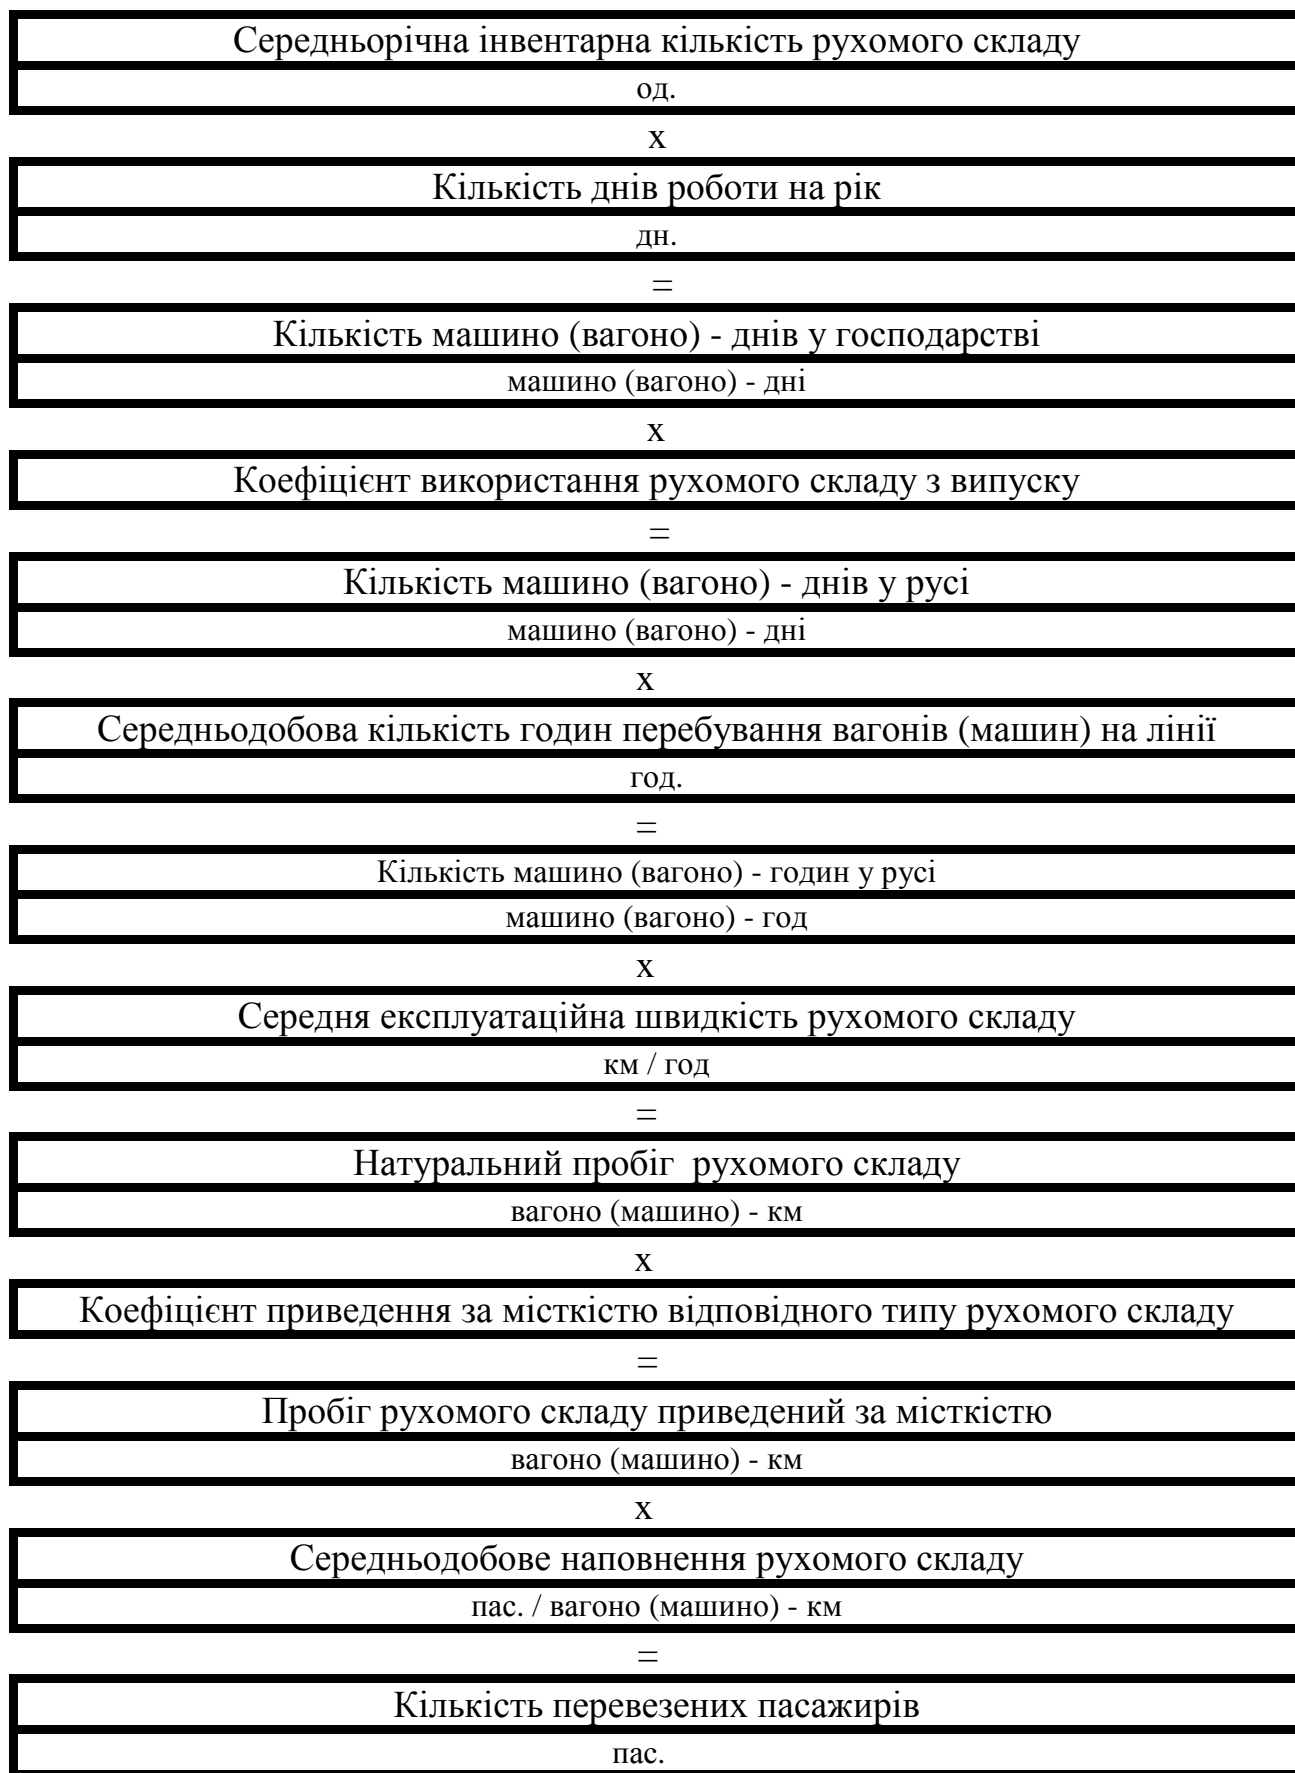 Середньорічна інвентарна кількість рухомого складу
од.
х
Кількість днів роботи на рік
дн.
=
Кількість машино (вагоно) - днів у господарстві
машино (вагоно) - дні
х
Коефіцієнт використання рухомого складу з випуску
=
Кількість машино (вагоно) - днів у русі
машино (вагоно) - дні
х
Середньодобова кількість годин перебування вагонів (машин) на лінії
год.
=
Кількість машино (вагоно) - годин у русі
машино (вагоно) - год
х
Середня експлуатаційна швидкість рухомого складу
км / год
=
Натуральний пробіг  рухомого складу
вагоно (машино) - км
х
Коефіцієнт приведення за місткістю відповідного типу рухомого складу
=
Пробіг рухомого складу приведений за місткістю
вагоно (машино) - км
х
Середньодобове наповнення рухомого складу
пас. / вагоно (машино) - км
=
Кількість перевезених пасажирів
пас.